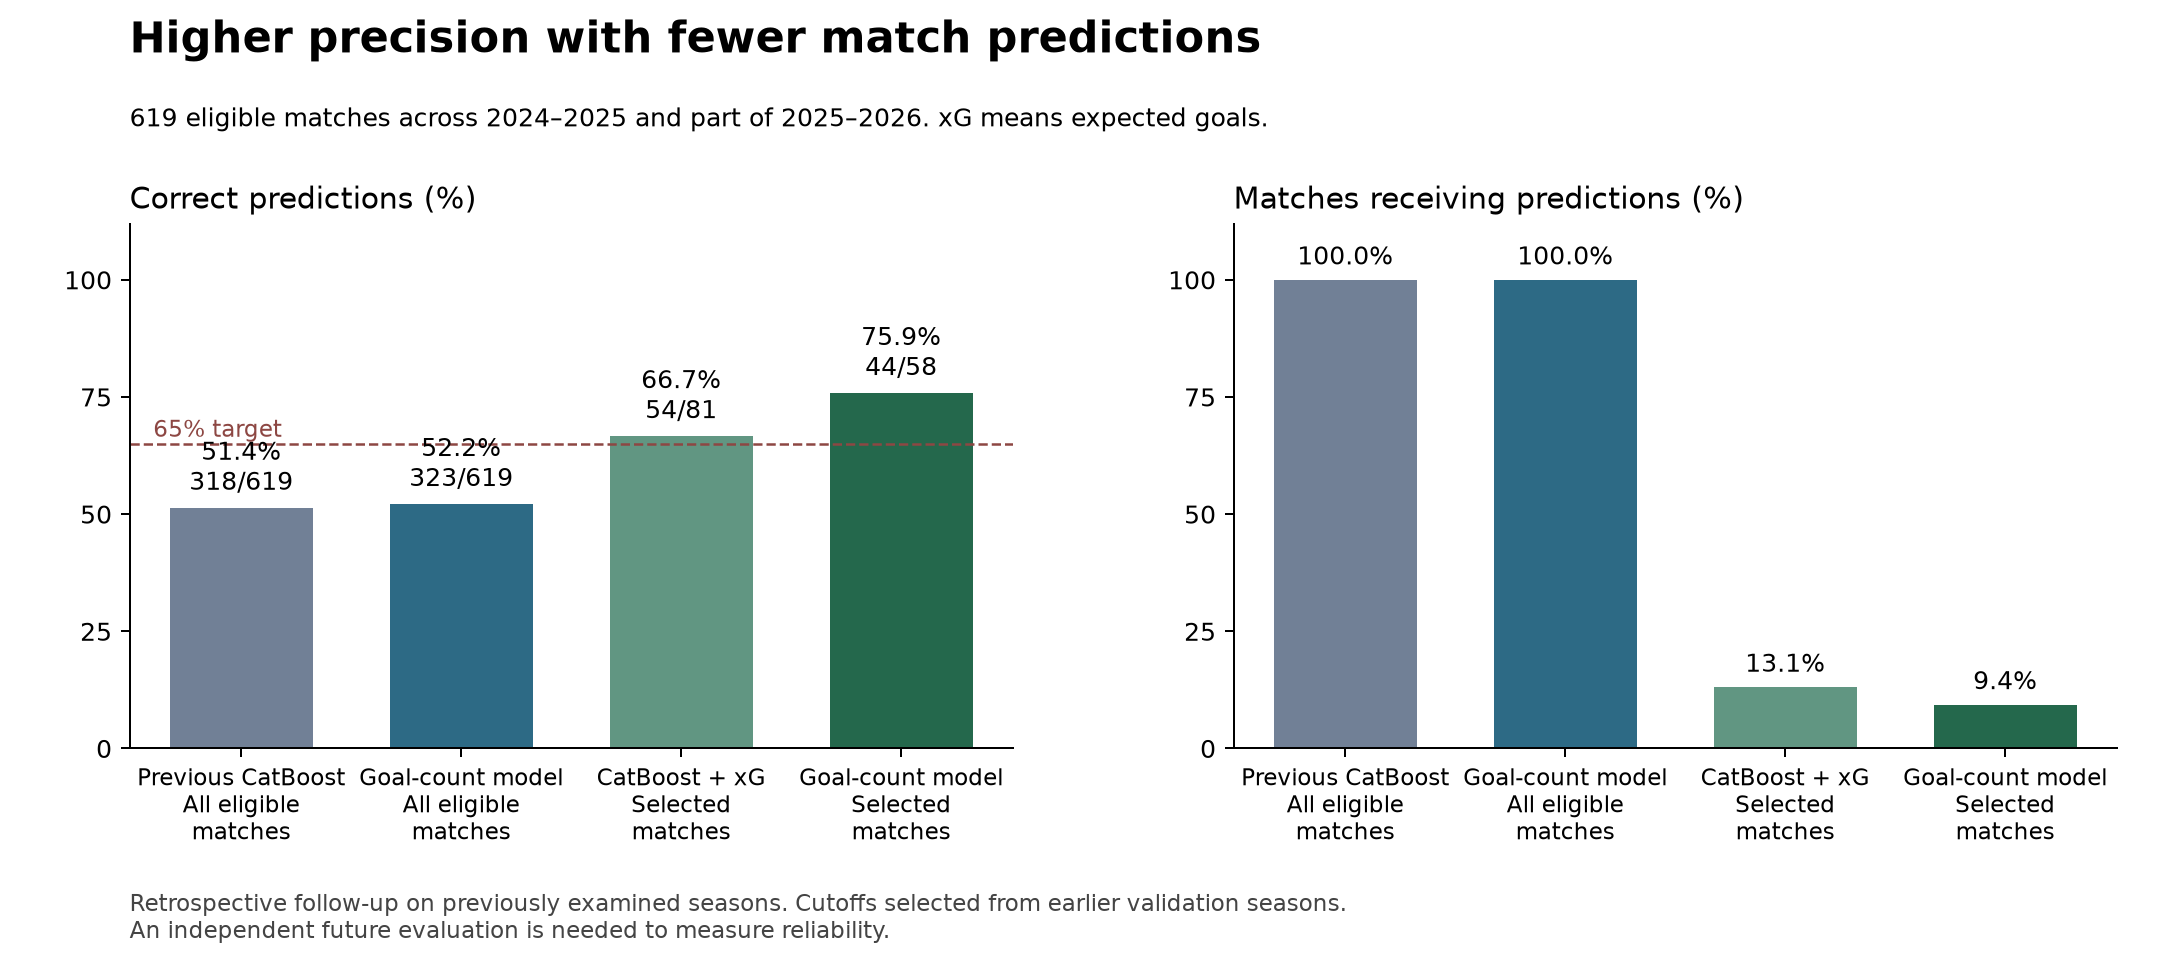 Higher precision with fewer match predictions
619 eligible matches across 2024–2025 and part of 2025–2026. xG means expected goals.
Correct predictions (%)
100
75
50
25
0
65% target
51.4%
318/619
52.2%
323/619
66.7%
54/81
75.9%
44/58
Previous CatBoost
All eligible
matches
Goal-count model
All eligible
matches
CatBoost + xG
Selected
matches
Goal-count model
Selected
matches
Matches receiving predictions (%)
100
75
50
25
0
100.0%
100.0%
13.1%
9.4%
Previous CatBoost
All eligible
matches
Goal-count model
All eligible
matches
CatBoost + xG
Selected
matches
Goal-count model
Selected
matches
Retrospective follow-up on previously examined seasons. Cutoffs selected from earlier validation seasons.
An independent future evaluation is needed to measure reliability.